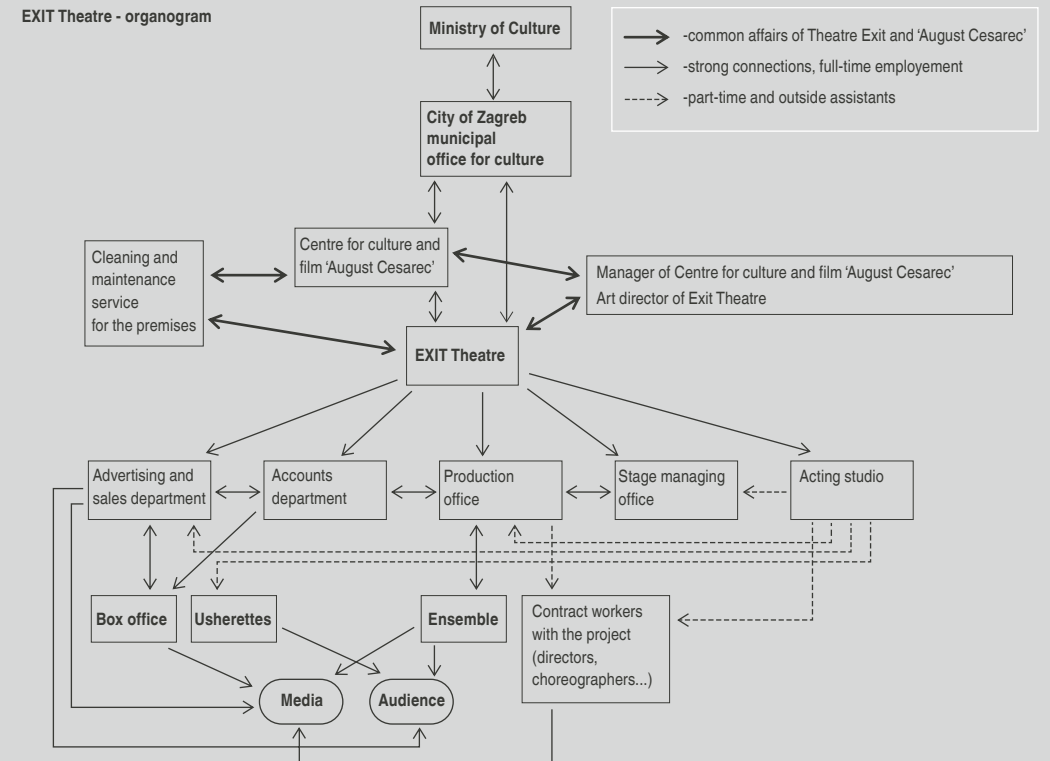 EXIT Theatre - organogram
Ministry of Culture
-common affairs of Theatre Exit and ‘August Cesarec’
-strong connections, full-time employement
-part-time and outside assistants
City of Zagreb
municipal
office for culture
Centre for culture and
film ‘August Cesarec’
Cleaning and
maintenance
service
for the premises
Manager of Centre for culture and film ‘August Cesarec’
Art director of Exit Theatre
EXIT Theatre
Advertising and
sales department
Accounts
department
Production
office
Stage managing
office
Acting studio
Box office
Usherettes
Ensemble
Contract workers
with the project
(directors,
choreographers...)
Media
Audience